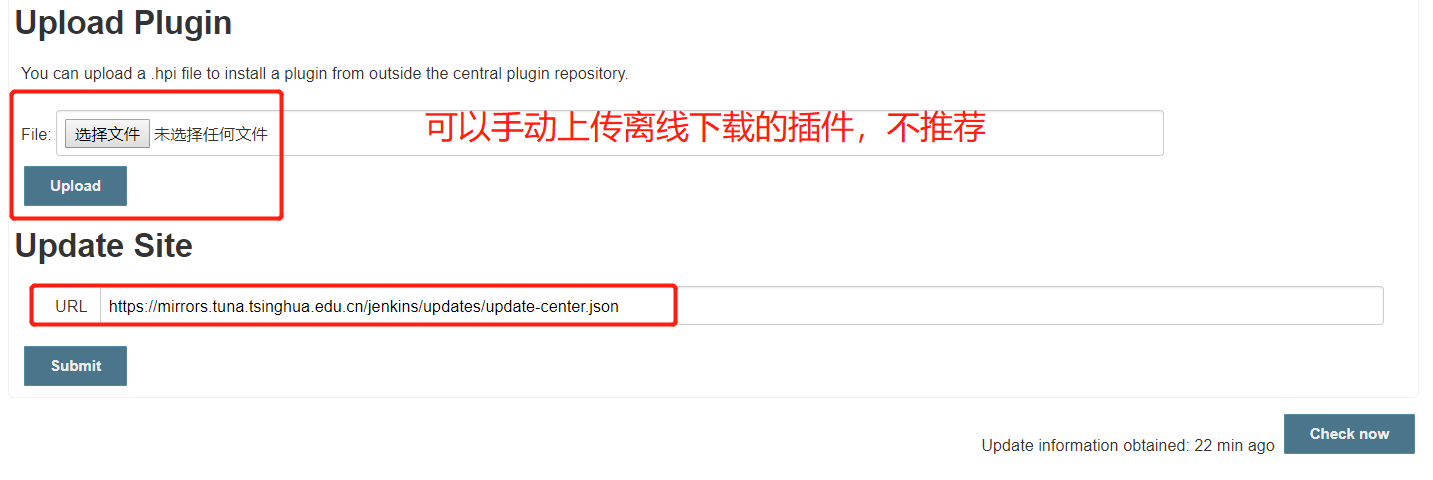 Upload Plugin
You can upload a .hpi file to install a plugin from outside the central plugin repository.
File: 选择文件 未选择任何文件
可以手动上传离线下载的插件，不推荐
Upload
Update Site
URL https://mirrors.tuna.tsinghua.edu.cn/jenkins/updates/update-center.json
Submit
Update information obtained: 22 min ago Check now